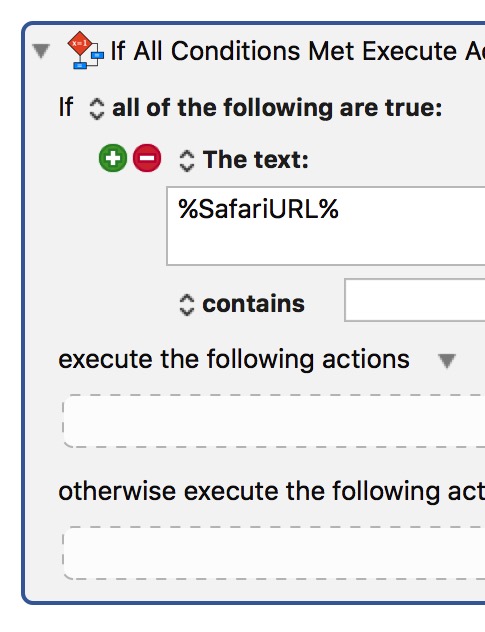 x=1
If All Conditions Met Execute Ac
If all of the following are true:
The text:
%SafariURL%
contains
execute the following actions
otherwise execute the following act